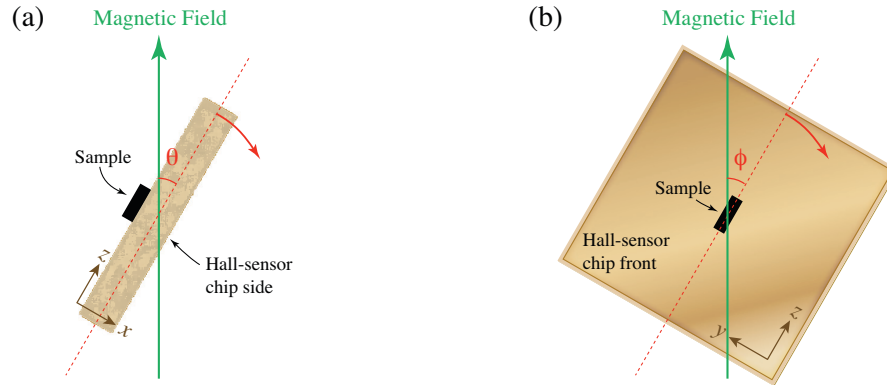 (a)
Magnetic Field
θ
Sample
Hall-sensor
chip side
z
x
(b)
Magnetic Field
ϕ
Sample
Hall-sensor
chip front
z
y